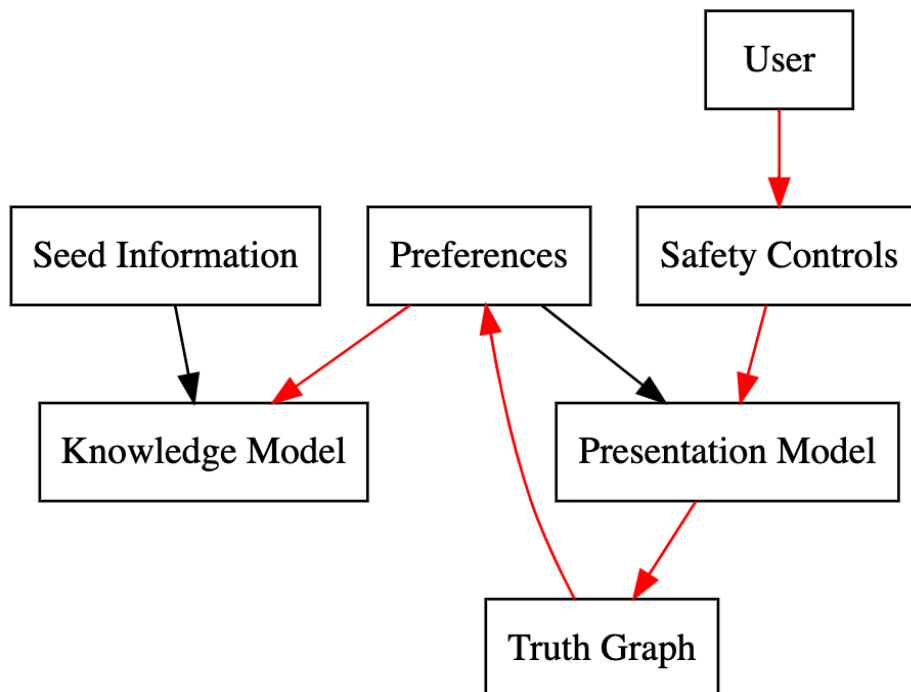 User
Seed Information
Preferences
Safety Controls
Knowledge Model
Presentation Model
Truth Graph